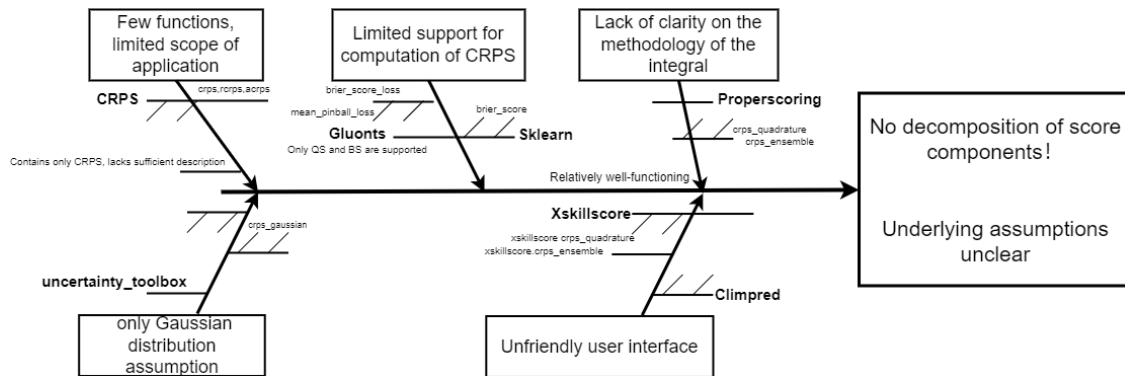 Few functions,
limited scope of
application
Limited support for
computation of CRPS
Lack of clarity on the
methodology of the
integral
CRPS
crps,rcrps,acrps
Contains only CRPS, lacks sufficient description
brier_score_loss
mean_pinball_loss
brier_score
Gluonts
Sklearn
Only QS and BS are supported
Properscoring
crps_quadrature
crps_ensemble
Relatively well-functioning
No decomposition of score
components!
Underlying assumptions
unclear
crps_gaussian
uncertainty_toolbox
only Gaussian
distribution
assumption
Xskillscore
xskillscore crps_quadrature
xskillscore.crps_ensemble
Climpred
Unfriendly user interface